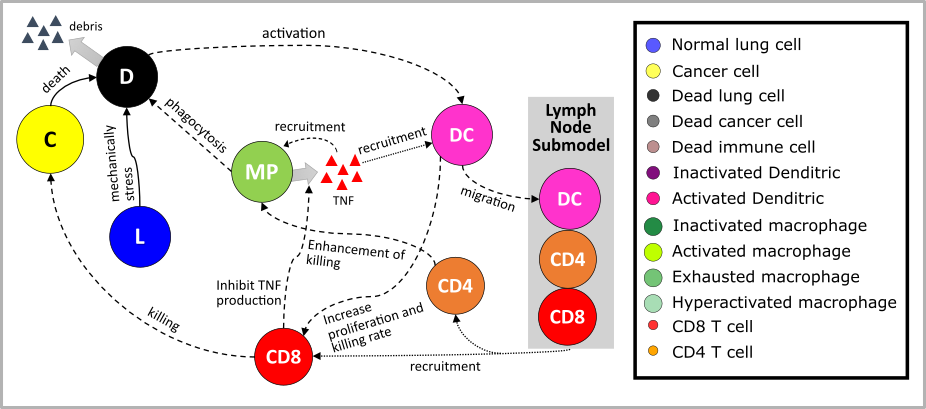 debris
D
death
C
mechanically
stress
L
activation
phagocytosis
MP
recruitment
TNF
recruitment
DC
migration
Lymph
Node
Submodel
DC
CD4
CD8
Enhancement of
killing
CD4
Inhibit TNF
production
Increase
proliferation and
killing rate
killing
CD8
recruitment
Normal lung cell
Cancer cell
Dead lung cell
Dead cancer cell
Dead immune cell
Inactivated Denditric
Activated Denditric
Inactivated macrophage
Activated macrophage
Exhausted macrophage
Hyperactivated macrophage
CD8 T cell
CD4 T cell